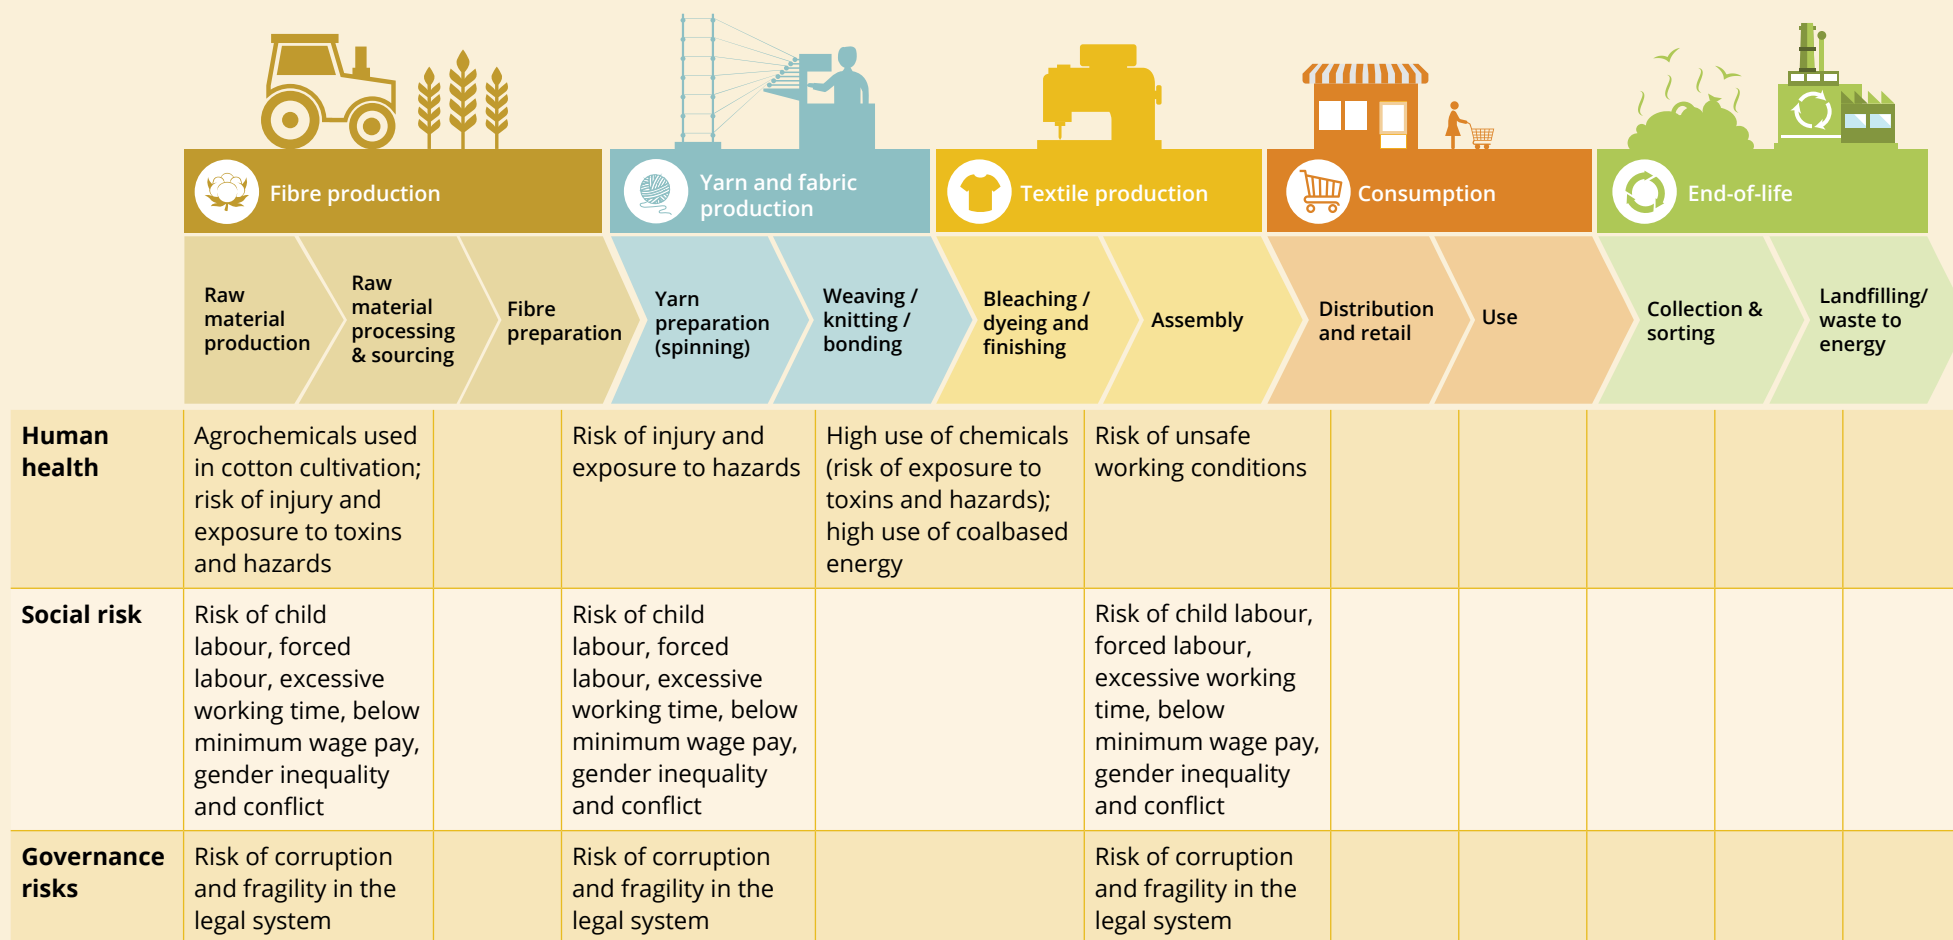 Fibre production
Yarn and fabric
production
Textile production
Consumption
End-of-life
Raw
material
production
Raw
material
processing
& sourcing
Fibre
preparation
Yarn
preparation
(spinning)
Weaving /
knitting /
bonding
Bleaching /
dyeing and
finishing
Assembly
Distribution
and retail
Use
Collection &
sorting
Landfilling/
waste to
energy
Human
health
Agrochemicals used
in cotton cultivation;
risk of injury and
exposure to toxins
and hazards
Risk of injury and
exposure to hazards
High use of chemicals
(risk of exposure to
toxins and hazards);
high use of coalbased
energy
Risk of unsafe
working conditions
Social risk
Risk of child
labour, forced
labour, excessive
working time, below
minimum wage pay,
gender inequality
and conflict
Risk of child
labour, forced
labour, excessive
working time, below
minimum wage pay,
gender inequality
and conflict
Risk of child labour,
forced labour,
excessive working
time, below
minimum wage pay,
gender inequality
and conflict
Governance
risks
Risk of corruption
and fragility in the
legal system
Risk of corruption
and fragility in the
legal system
Risk of corruption
and fragility in the
legal system